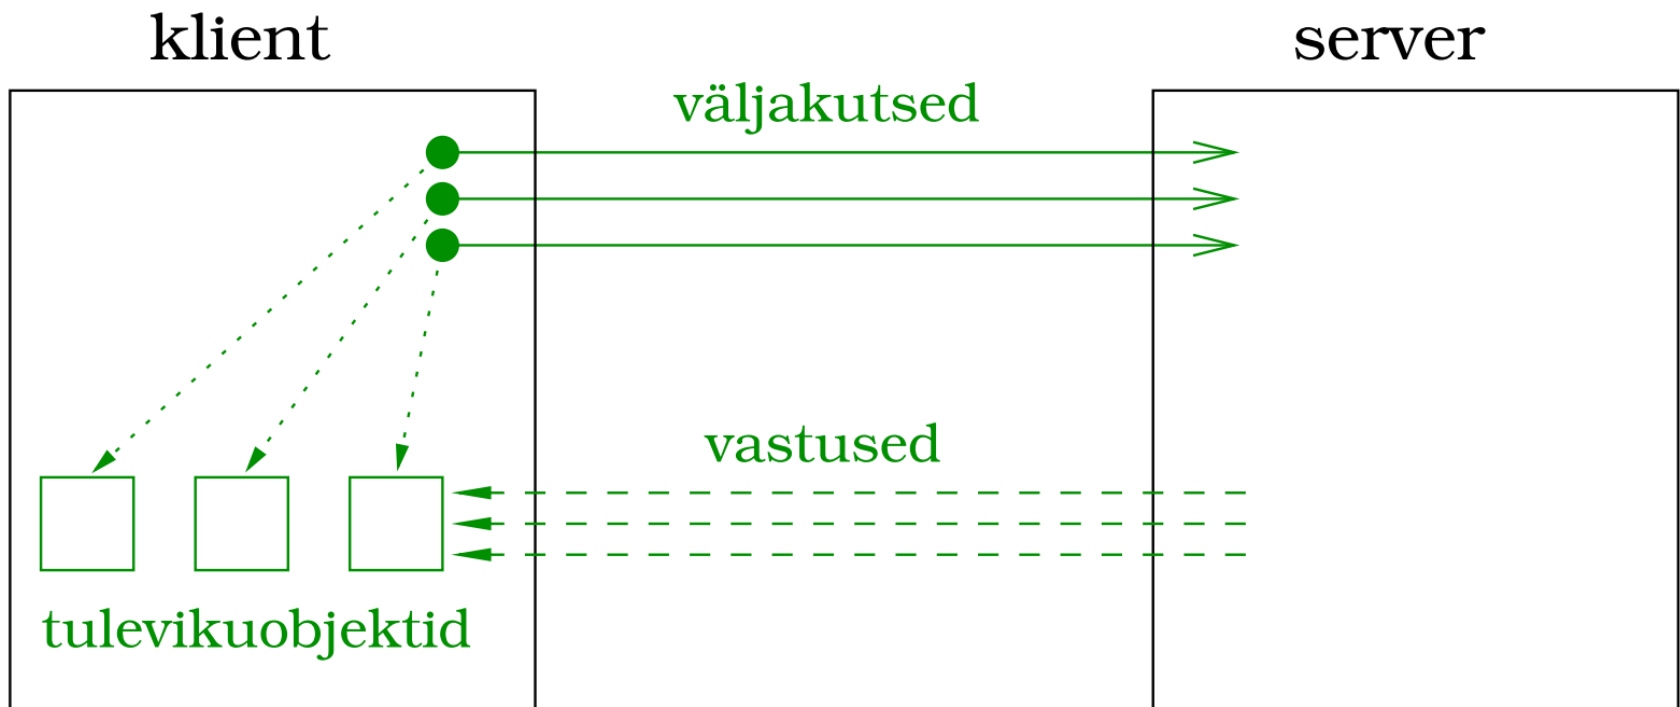 klient
server
väljakutsed
vastused
tulevikuobjektid